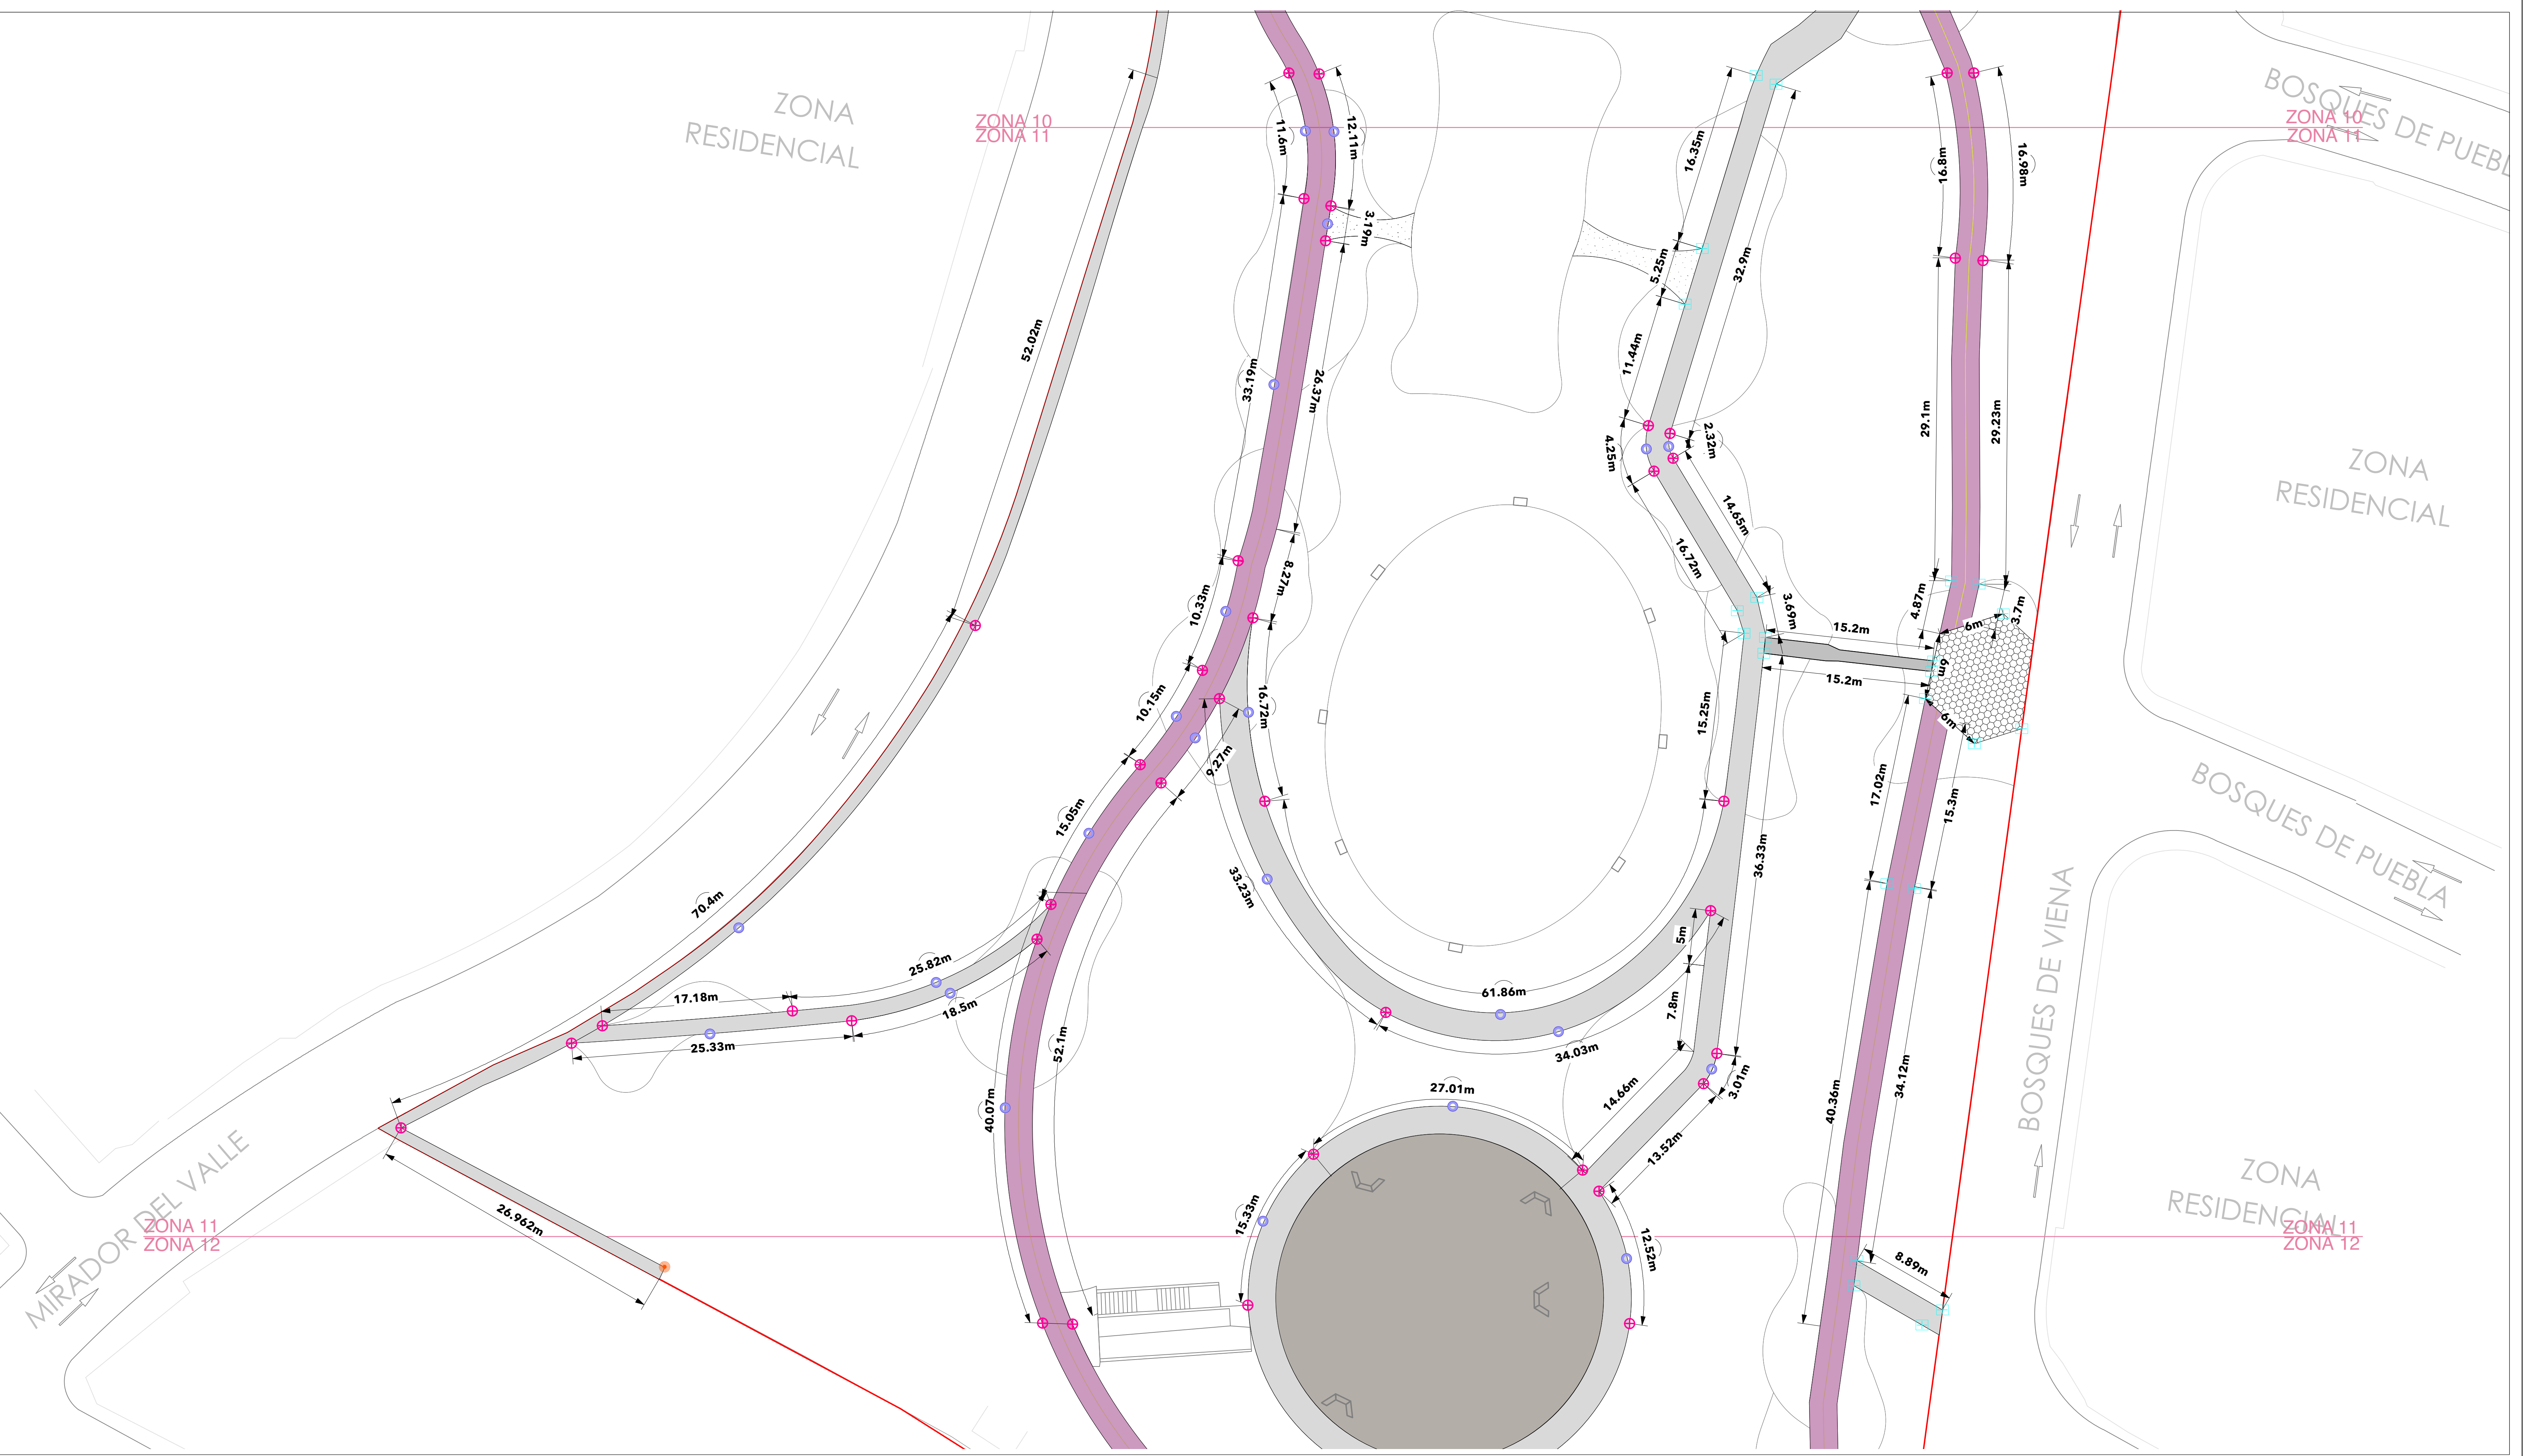 ZONA
RESIDENCIAL
ZONA 10
ZONA 11
BOSQUES DE PUEBL
ZONA 10
ZONA 11
52.02m
11.6m
12.11m
3.19m
33.19m
26.37m
16.35m
5.25m
32.9m
11.44m
4.25m
2.32m
16.8m
16.98m
29.1m
29.23m
ZONA
RESIDENCIAL
14.65m
16.72m
3.69m
10.33m
8.27m
15.2m
15.2m
4.87m
6m
3.7m
6m
6m
10.15m
16.72m
9.27m
15.25m
17.02m
15.3m
BOSQUES DE PUEBLA
15.05m
70.4m
33.23m
36.33m
5m
7.8m
61.86m
34.03m
25.82m
17.18m
18.5m
25.33m
52.1m
40.07m
BOSQUES DE VIENA
14.66m
3.01m
13.52m
27.01m
40.36m
34.12m
MIRADOR DEL VALLE
ZONA 11
ZONA 12
26.962m
15.33m
12.52m
8.89m
ZONA
RESIDENCIAL
ZONA 11
ZONA 12